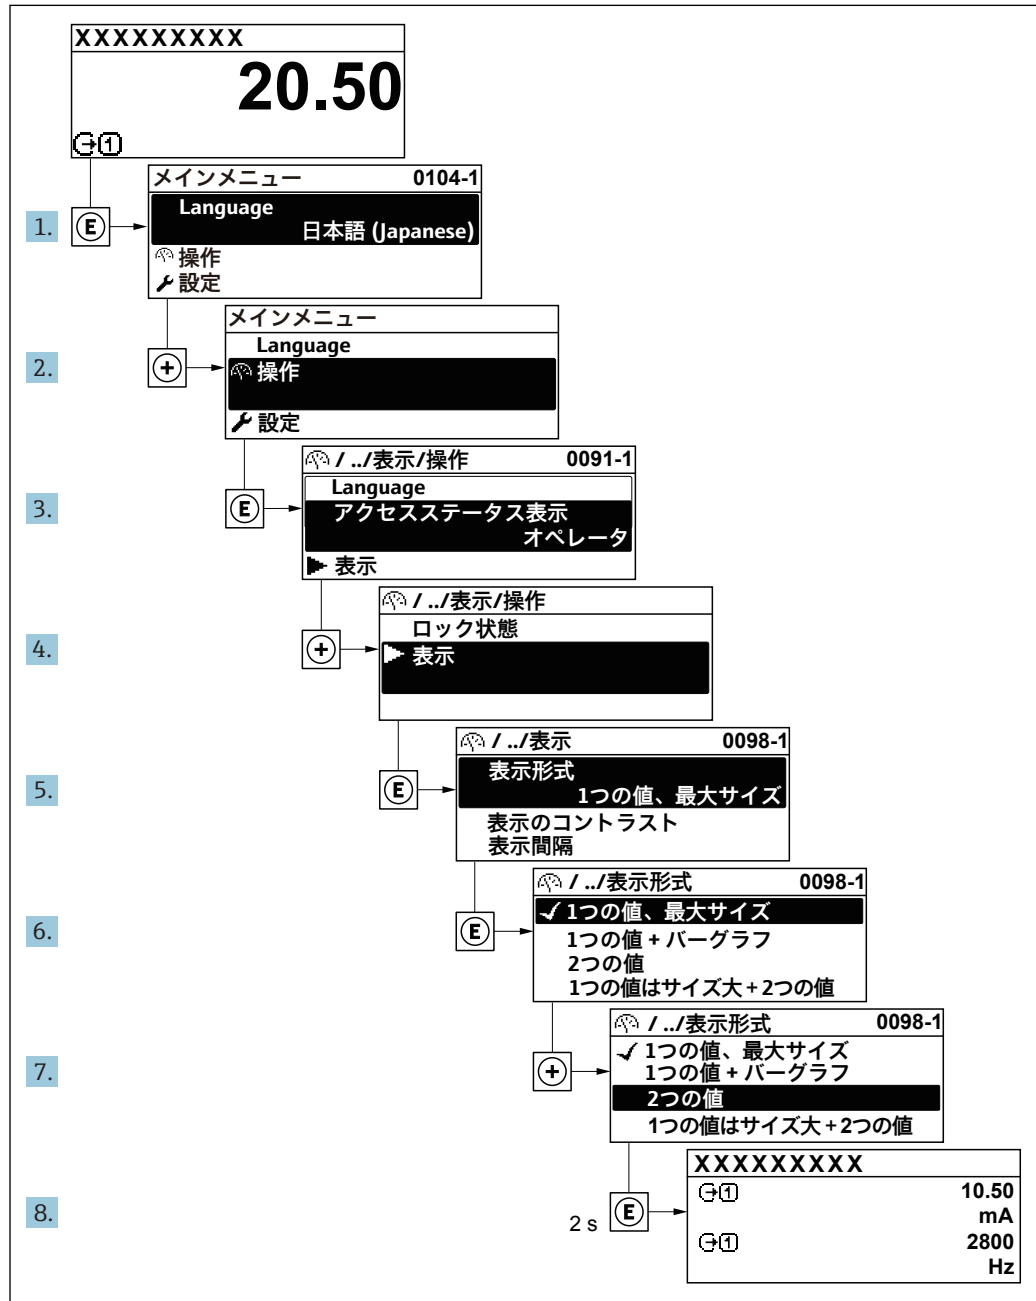 XXXXXXXXX
20.50
1
メインメニュー 0104-1
1. E Language
日本語 (Japanese)
操作
設定
メインメニュー
Language
2. + 操作
設定
/ ../表示/操作 0091-1
Language
3. E アクセスステータス表示
オペレータ
表示
/ ../表示/操作
ロック状態
4. + 表示
/ ../表示 0098-1
表示形式
5. E 1つの値、最大サイズ
表示のコントラスト
表示間隔
/ ../表示形式 0098-1
✓ 1つの値、最大サイズ
6. E 1つの値 + バーグラフ
2つの値
1つの値はサイズ大 + 2つの値
/ ../表示形式 0098-1
✓ 1つの値、最大サイズ
7. + 1つの値 + バーグラフ
2つの値
1つの値はサイズ大 + 2つの値
XXXXXXXXX
1 10.50
8. 2 s E mA
1 2800
Hz